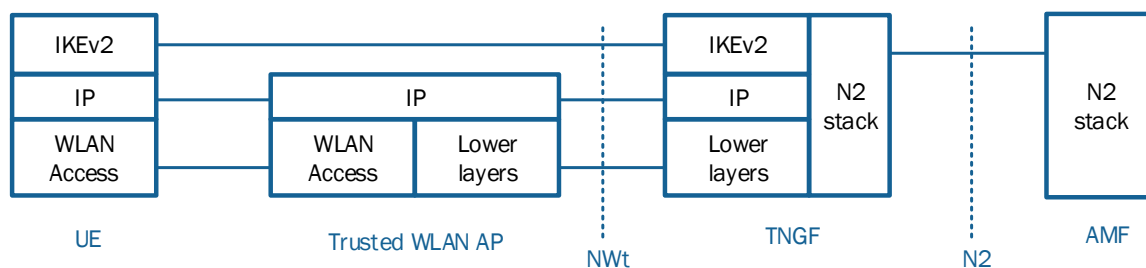 IKEv2
IKEv2
IP
IP
IP
N2
stack
N2
stack
WLAN
Access
WLAN
Access
Lower
layers
Lower
layers
UE
Trusted WLAN AP
NWt
TNGF
N2
AMF